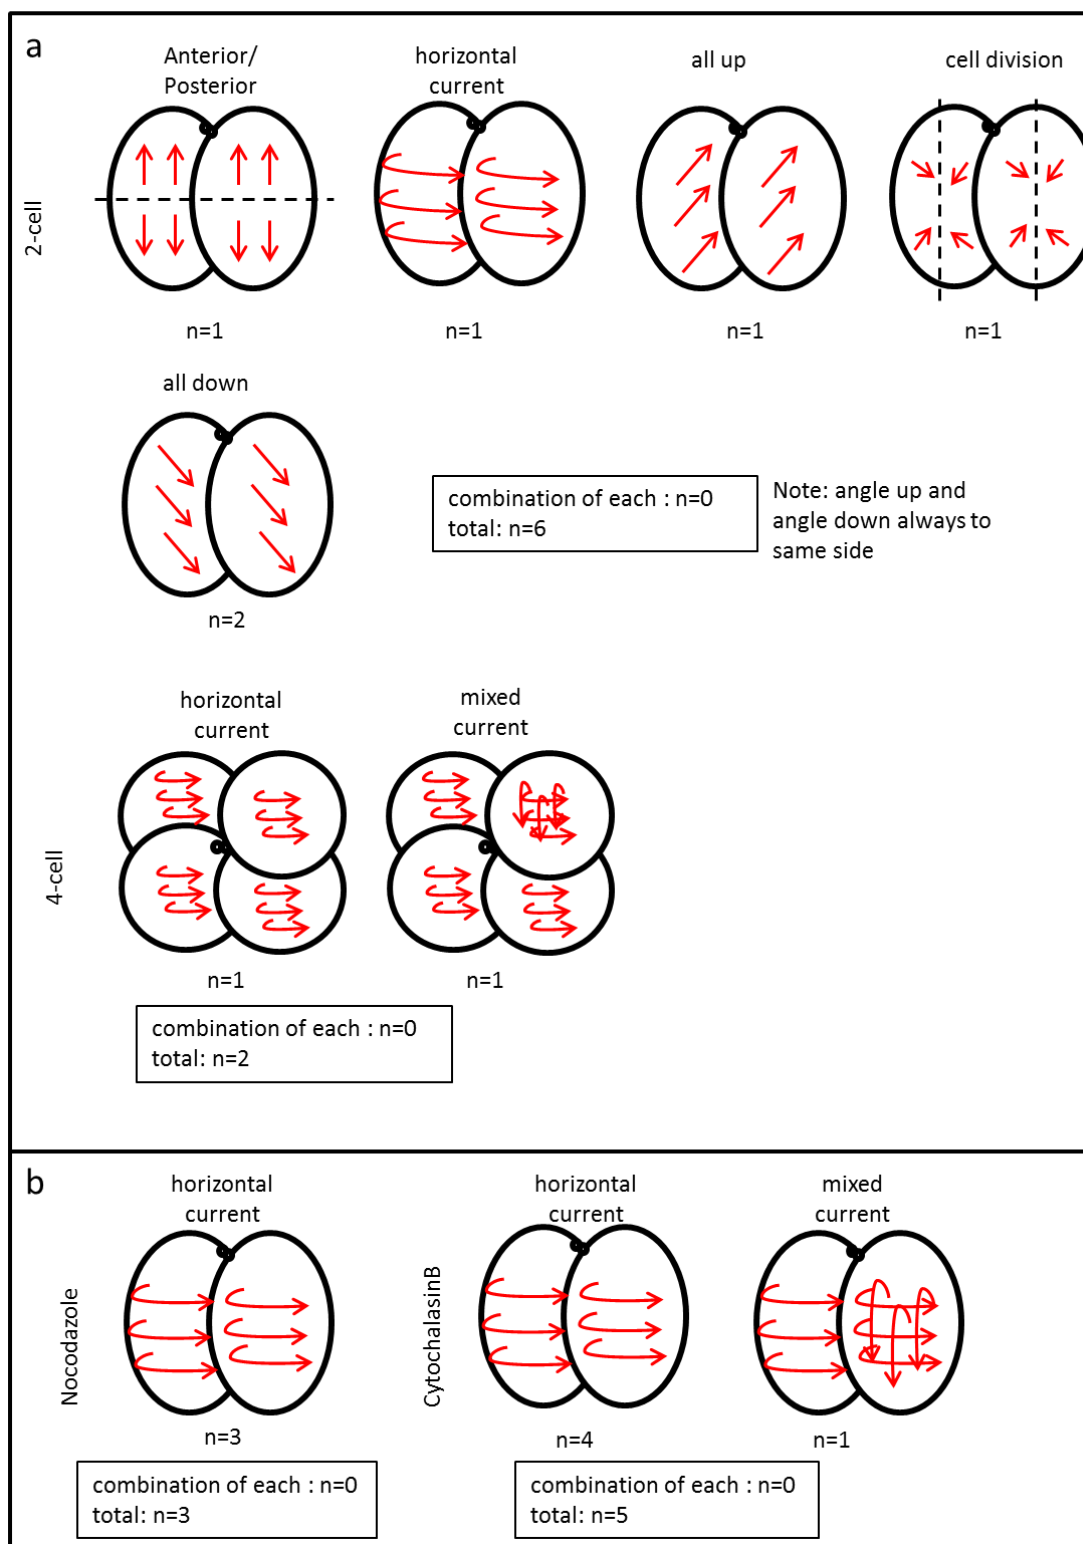 a
Anterior/
Posterior
horizontal
current
all up
cell division
2-cell
n=1
n=1
n=1
n=1
all down
n=2
combination of each : n=0
total: n=6
Note: angle up and
angle down always to
same side
horizontal
current
mixed
current
4-cell
n=1
n=1
combination of each : n=0
total: n=2
b
horizontal
current
horizontal
current
mixed
current
Nocodazole
CytochalasinB
n=3
n=4
n=1
combination of each : n=0
total: n=3
combination of each : n=0
total: n=5